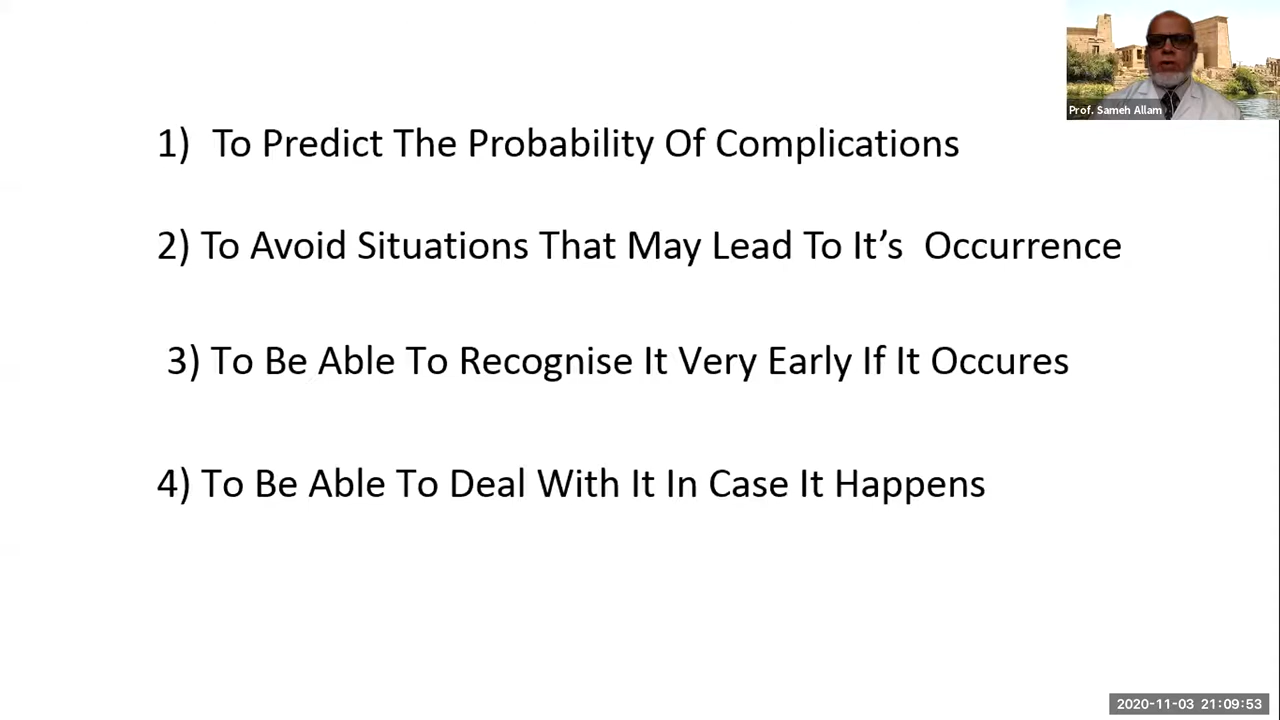 Prof. Sameh Allam
1) To Predict The Probability Of Complications
2) To Avoid Situations That May Lead To It’s Occurrence
3) To Be Able To Recognise It Very Early If It Occures
4) To Be Able To Deal With It In Case It Happens
2020-11-03 21:09:53